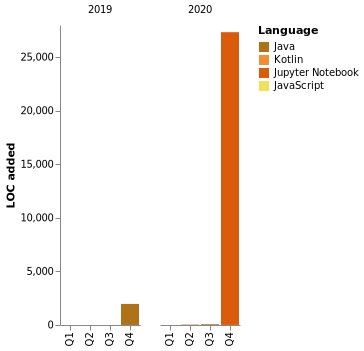 2019 2020
Language
Java
Kotlin
Jupyter Notebook
JavaScript
LOC added
25,000
20,000
15,000
10,000
5,000
0
Q1 Q2 Q3 Q4 Q1 Q2 Q3 Q4